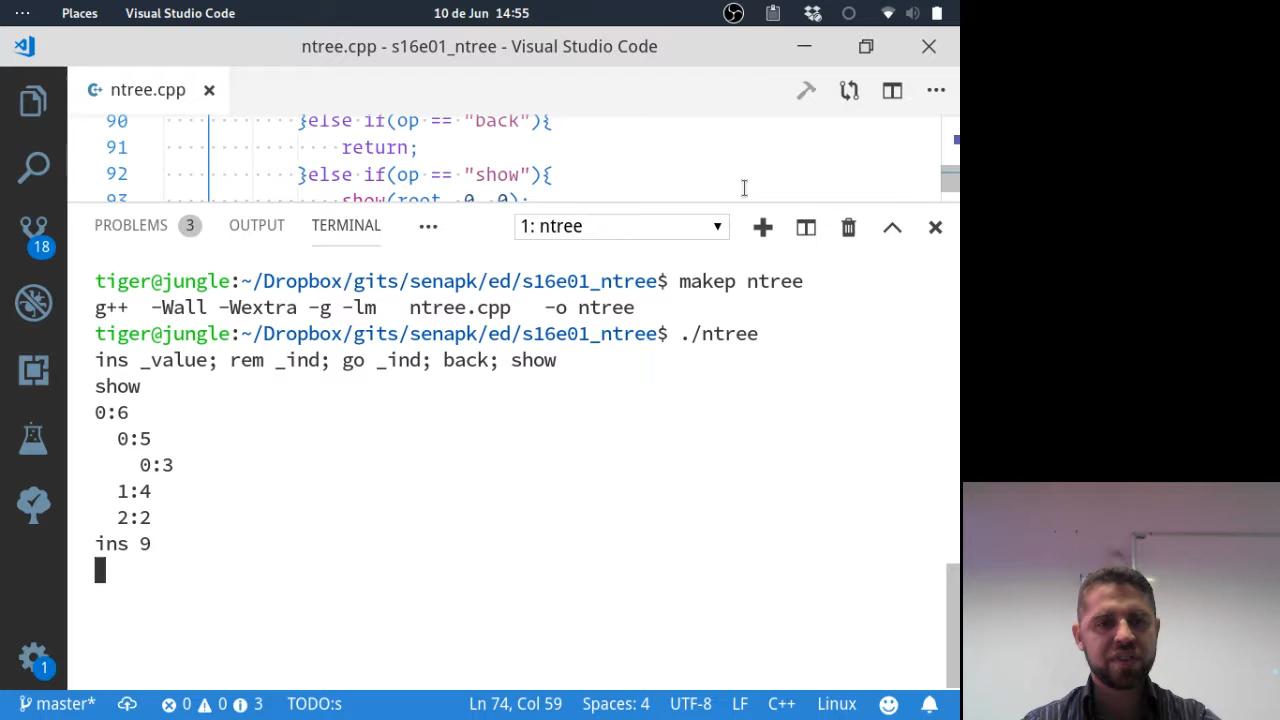 Places Visual Studio Code 10 de Jun 14:55
ntree.cpp - s16e01_ntree - Visual Studio Code
ntree.cpp
90 }else if(op == "back"){
91 return;
92 }else if(op == "show"){
93 show(root, 0, 0);
PROBLEMS 3 OUTPUT TERMINAL 1: ntree
18
tiger@jungle:~/Dropbox/gits/senapk/ed/s16e01_ntree$ makep ntree
g++ -Wall -Wextra -g -lm ntree.cpp -o ntree
tiger@jungle:~/Dropbox/gits/senapk/ed/s16e01_ntree$ ./ntree
ins _value; rem _ind; go _ind; back; show
show
0:6
0:5
0:3
1:4
2:2
ins 9
1
master* 0 0 3 TODO:s Ln 74, Col 59 Spaces: 4 UTF-8 LF C++ Linux